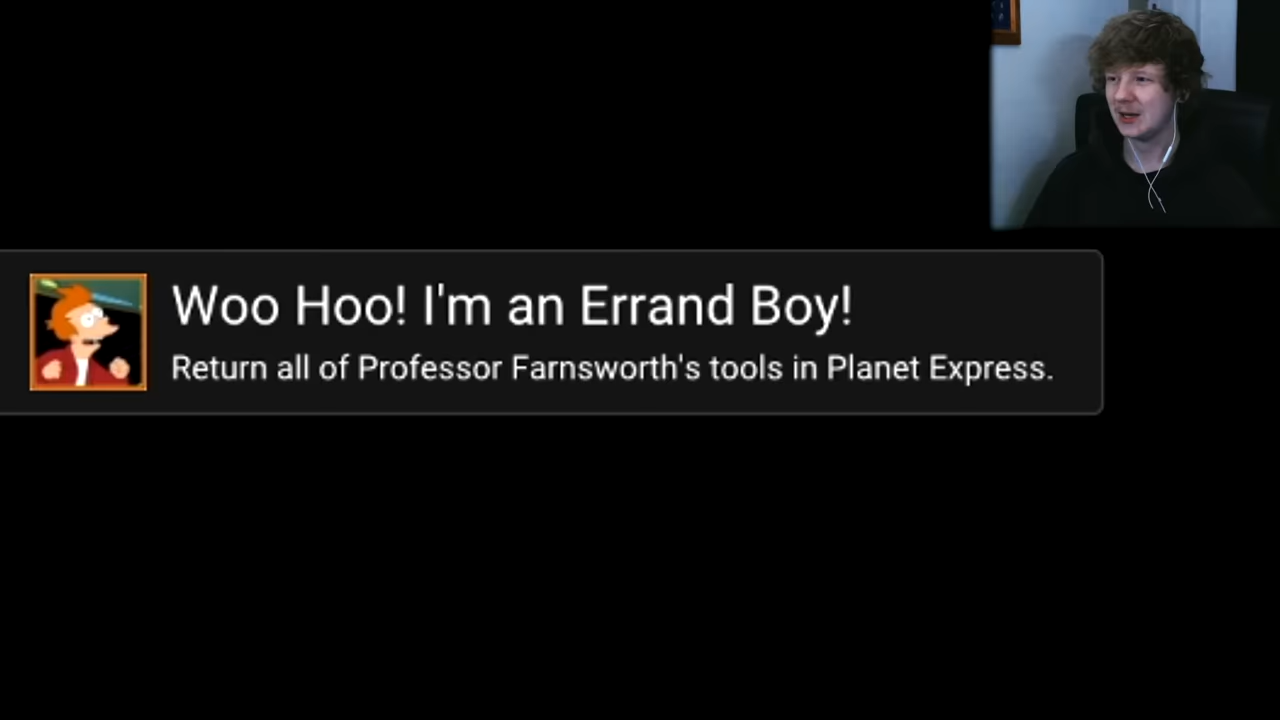 Woo Hoo! I'm an Errand Boy!
Return all of Professor Farnsworth's tools in Planet Express.